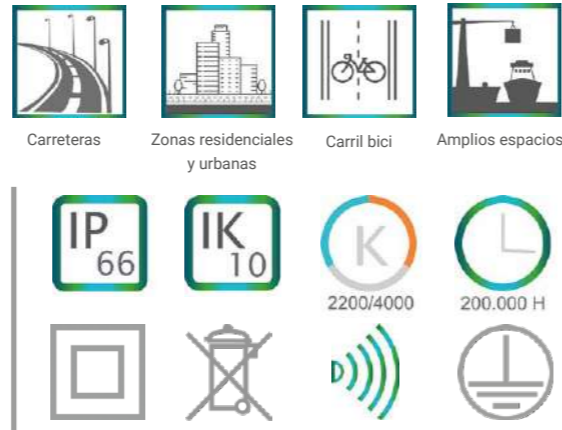 Carreteras
Zonas residenciales
y urbanas
Carril bici
Amplios espacios
IP
66
IK
10
K
2200/4000
200.000 H